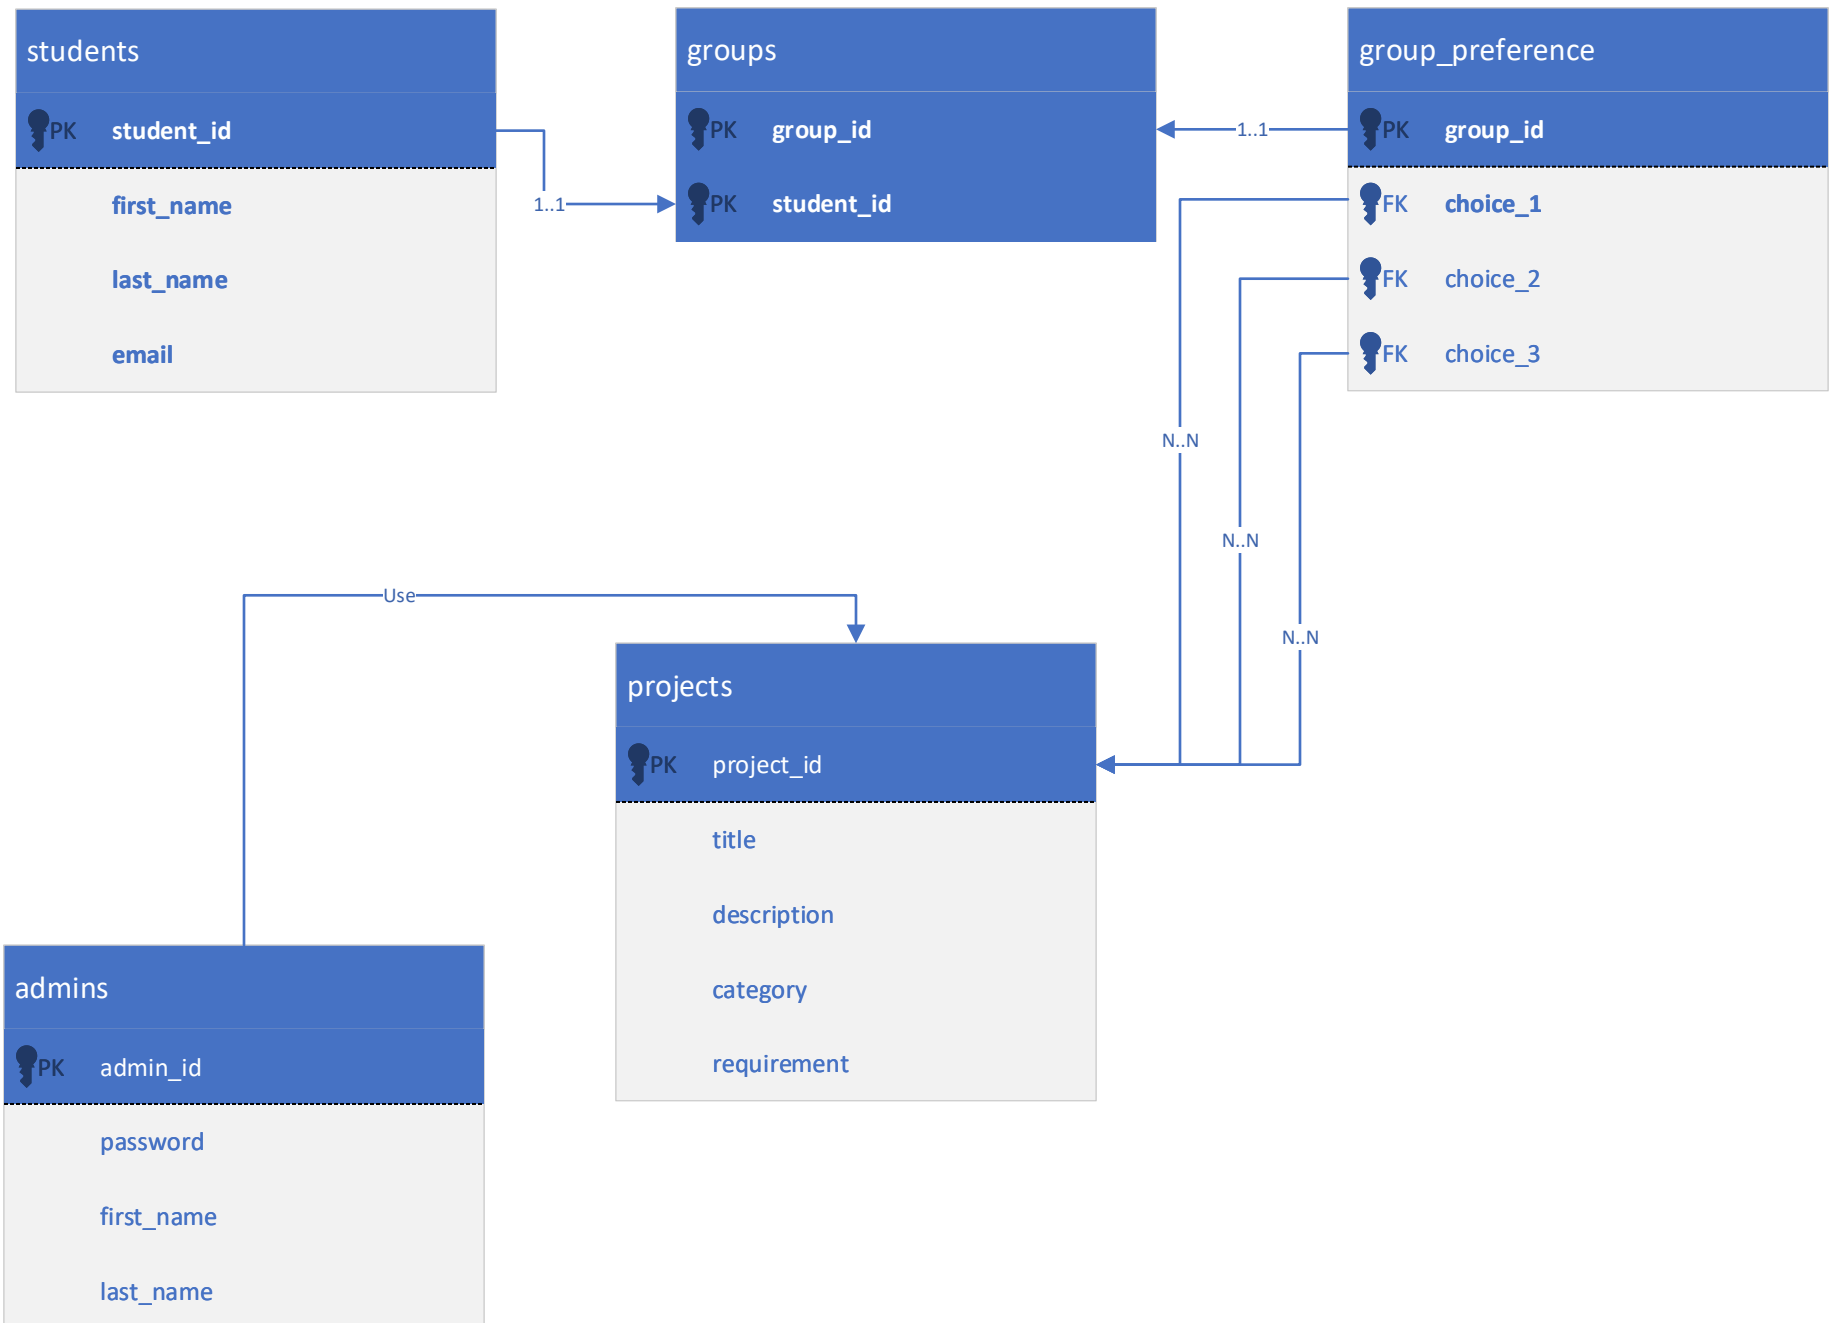 students
PK student_id
first_name
last_name
email
1..1
groups
PK group_id
PK student_id
1..1
group_preference
PK group_id
FK choice_1
FK choice_2
FK choice_3
N..N
N..N
N..N
Use
projects
PK project_id
title
description
category
requirement
admins
PK admin_id
password
first_name
last_name